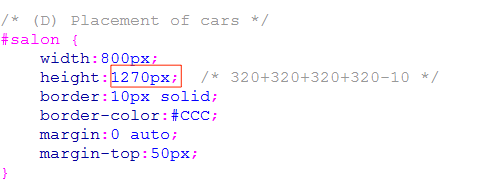 /* (D) Placement of cars */
#salon {
    width:800px;
    height:1270px;  /* 320+320+320+320-10 */
    border:10px solid;
    border-color:#CCC;
    margin:0 auto;
    margin-top:50px;
}